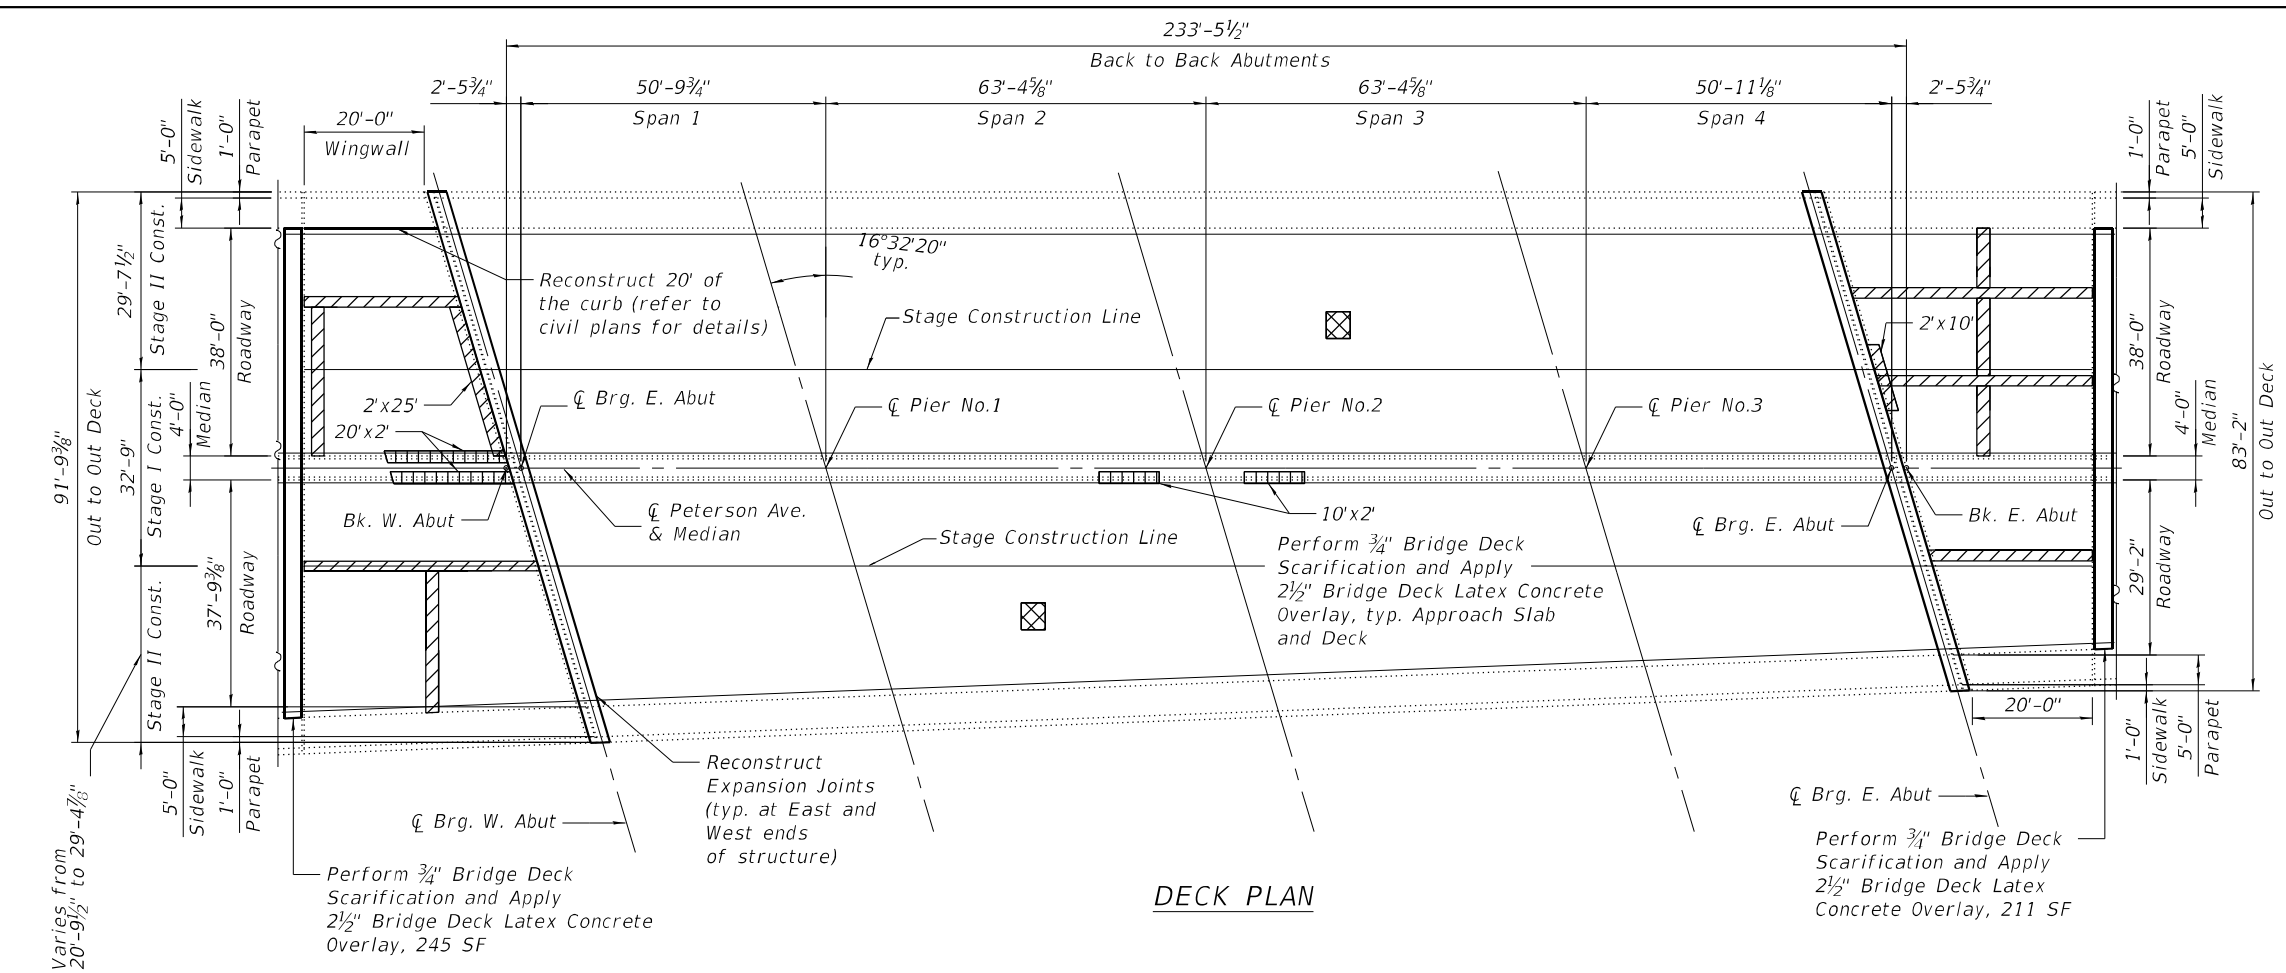 233'-5½"
Back to Back Abutments
2'-5¾"
50'-9¾"
63'-4⅝"
63'-4⅝"
50'-11⅛"
2'-5¾"
Span 1
Span 2
Span 3
Span 4
5'-0"
Sidewalk
1'-0"
Parapet
20'-0"
Wingwall
1'-0"
Parapet
5'-0"
Sidewalk
16°32'20"
typ.
Reconstruct 20' of
the curb (refer to
civil plans for details)
Stage Construction Line
2'x10'
91'-9⅜"
Out to Out Deck
29'-7½"
Stage II Const.
32'-9"
Stage I Const.
Stage II Const.
38'-0"
Roadway
4'-0"
Median
37'-9⅜"
Roadway
2'x25'
20'x2'
℄ Brg. E. Abut
℄ Pier No.1
℄ Pier No.2
℄ Pier No.3
38'-0"
Roadway
4'-0"
Median
29'-2"
Roadway
83'-2"
Out to Out Deck
Bk. W. Abut
℄ Peterson Ave.
& Median
Stage Construction Line
10'x2'
Perform ¾" Bridge Deck
Scarification and Apply
2½" Bridge Deck Latex Concrete
Overlay, typ. Approach Slab
and Deck
℄ Brg. E. Abut
Bk. E. Abut
20'-0"
1'-0"
Sidewalk
5'-0"
Parapet
5'-0"
Sidewalk
1'-0"
Parapet
Varies from
20'-9½" to 29'-4⅞"
Reconstruct
Expansion Joints
(typ. at East and
West ends
of structure)
℄ Brg. W. Abut
℄ Brg. E. Abut
Perform ¾" Bridge Deck
Scarification and Apply
2½" Bridge Deck Latex Concrete
Overlay, 245 SF
DECK PLAN
Perform ¾" Bridge Deck
Scarification and Apply
2½" Bridge Deck Latex
Concrete Overlay, 211 SF